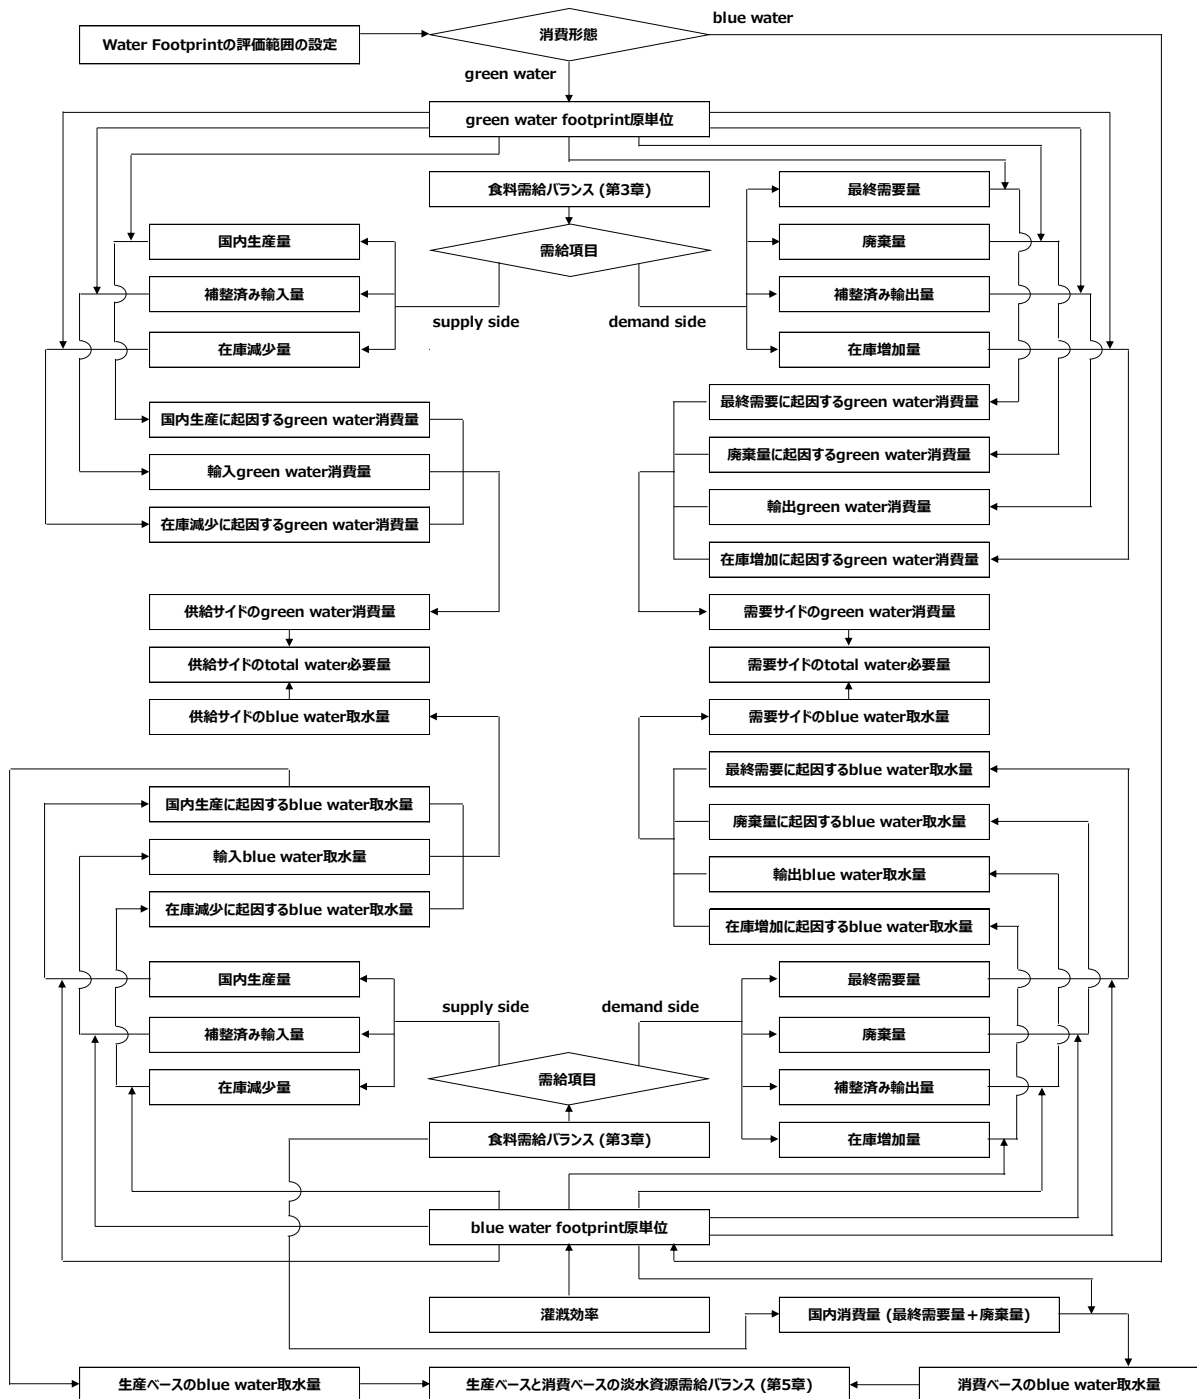 blue water
Water Footprintの評価範囲の設定
消費形態
green water
green water footprint原単位
食料需給バランス (第3章)
最終需要量
国内生産量
需給項目
廃棄量
補整済み輸入量
補整済み輸出量
supply side
demand side
在庫減少量
在庫増加量
国内生産に起因するgreen water消費量
最終需要に起因するgreen water消費量
輸入green water消費量
廃棄量に起因するgreen water消費量
在庫減少に起因するgreen water消費量
輸出green water消費量
在庫増加に起因するgreen water消費量
供給サイドのgreen water消費量
需要サイドのgreen water消費量
供給サイドのtotal water必要量
需要サイドのtotal water必要量
供給サイドのblue water取水量
需要サイドのblue water取水量
最終需要に起因するblue water取水量
国内生産に起因するblue water取水量
廃棄量に起因するblue water取水量
輸入blue water取水量
輸出blue water取水量
在庫減少に起因するblue water取水量
在庫増加に起因するblue water取水量
国内生産量
最終需要量
supply side
demand side
補整済み輸入量
廃棄量
在庫減少量
需給項目
補整済み輸出量
食料需給バランス (第3章)
在庫増加量
blue water footprint原単位
灌漑効率
国内消費量 (最終需要量＋廃棄量)
生産ベースのblue water取水量
生産ベースと消費ベースの淡水資源需給バランス (第5章)
消費ベースのblue water取水量